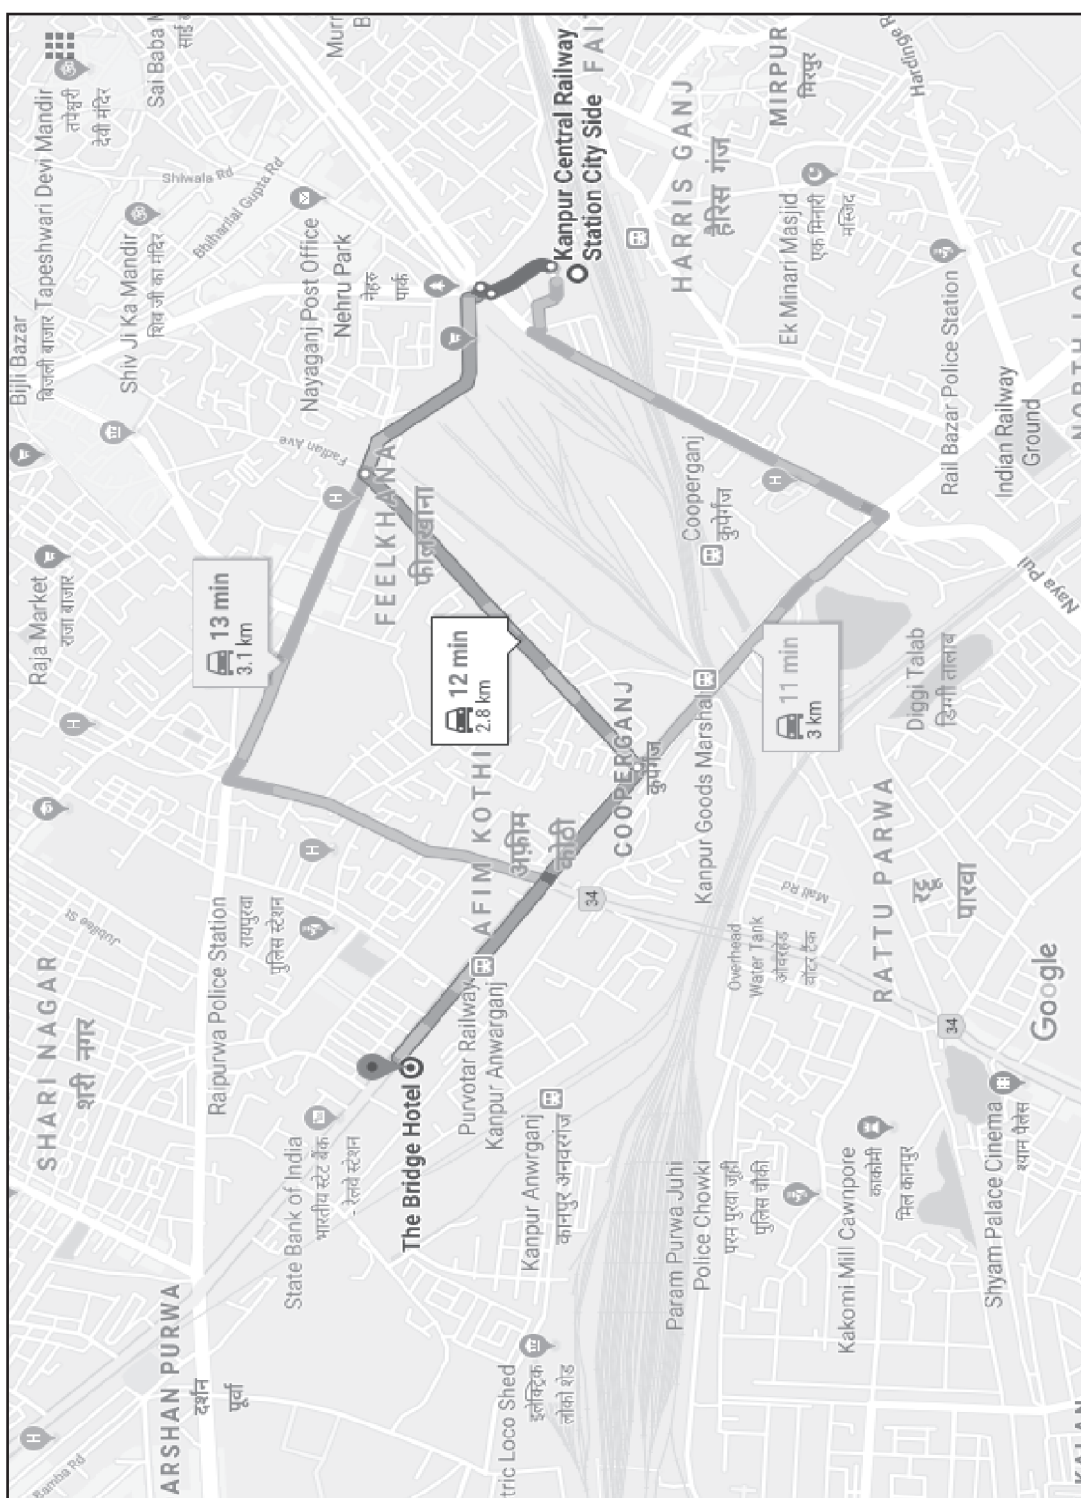 Bamba Rd
ARSHAN PURWA
दर्शन
पूर्वा
SHARI NAGAR
शरी नगर
Jubilee St
Raja Market
राजा बाजार
Bijli Bazar
बिजली बाजार
Tapeshwari Devi Mandir
तपेश्वरी
देवी मंदिर
Sai Baba
साई
Shiv Ji Ka Mandir
शिव जी का मंदिर
Shiwala Rd
Bhiharilal Gupta Rd
Raipurwa Police Station
रायपुरवा
पुलिस स्टेशन
13 min
3.1 km
Nayaganj Post Office
Nehru Park
नेहरु
पार्क
State Bank of India
भारतीय स्टेट बैंक
- रेलवे स्टेशन
The Bridge Hotel
FEELKHANA
फीलखाना
12 min
2.8 km
AFIM KOTHI
अफ़ीम
कोठी
Purvotar Railway
Kanpur Anwarganj
Kanpur Anwrganj
कानपुर अनवरगंज
tric Loco Shed
इलेक्ट्रिक
लोको शेड
Kanpur Central Railway
Station City Side
FAI
34
COOPERGANJ
कुपेरगंज
HARRIS GANJ
हैरिस गंज
Cooperganj
कुपेरगंज
Kanpur Goods Marshal
Param Purwa Juhi
Police Chowki
परम पुरवा जूही
पुलिस चौकी
Overhead
Water Tank
ओवरहेड
वॉटर टैंक
Mall Rd
11 min
3 km
MIRPUR
मिरपुर
Ek Minari Masjid
एक मिनारी
मस्जिद
Kakomi Mill Cawnpore
काकोमी
मिल कानपुर
RATTU PARWA
रट्टू
पारवा
Diggi Talab
डिग्गी तालाब
Hardinge R
Rail Bazar Police Station
34
Shyam Palace Cinema
श्याम पैलेस
Indian Railway
Ground
Naya Pul
Google
NORTH LOCO